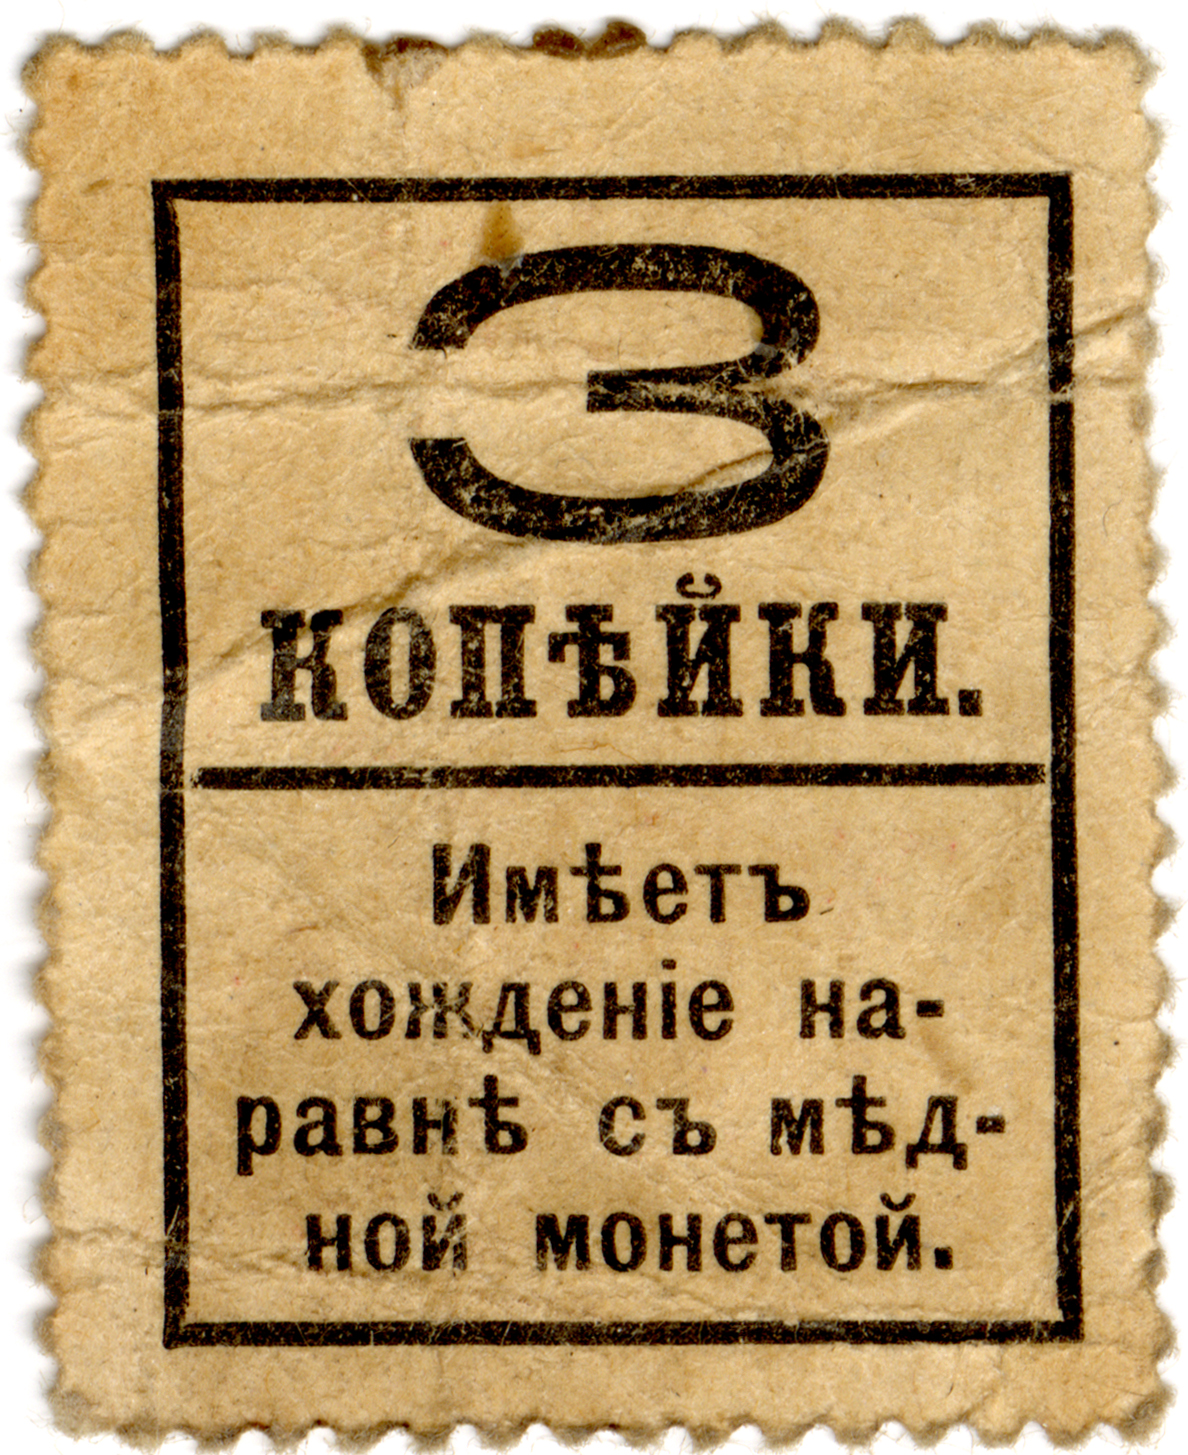 3
КОПѢЙКИ.
Имѣетъ
хожденіе на-
равнѣ съ мѣд-
ной монетой.